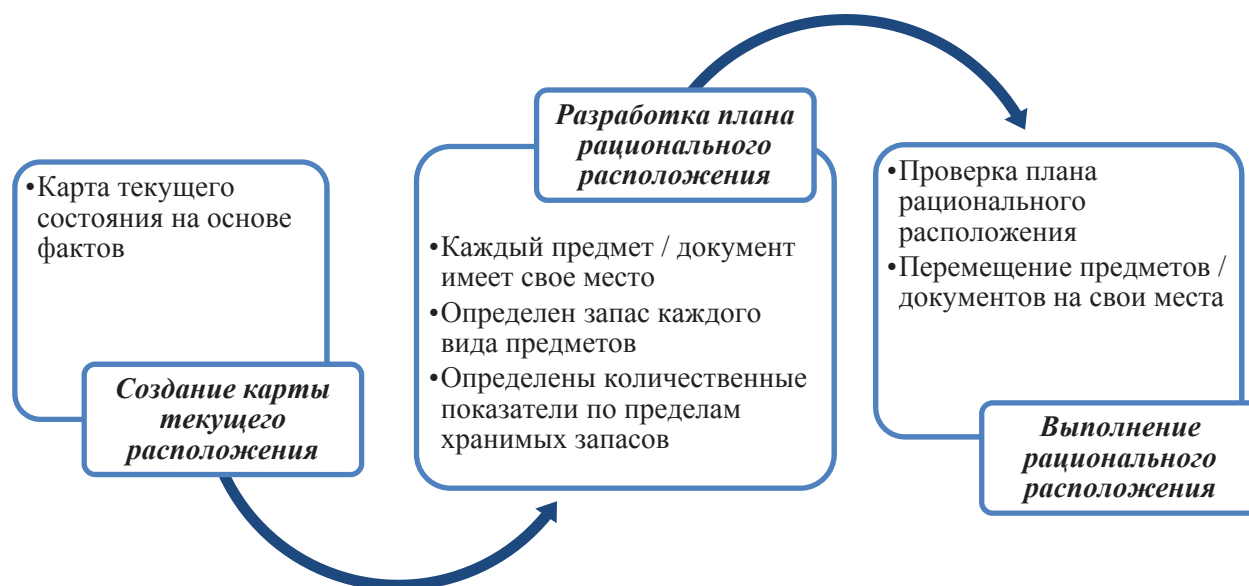 •Карта текущего
состояния на основе
фактов
Создание карты
текущего
расположения
Разработка плана
рационального
расположения
•Каждый предмет / документ
имеет свое место
•Определен запас каждого
вида предметов
•Определены количественные
показатели по пределам
хранимых запасов
•Проверка плана
рационального
расположения
•Перемещение предметов /
документов на свои места
Выполнение
рационального
расположения